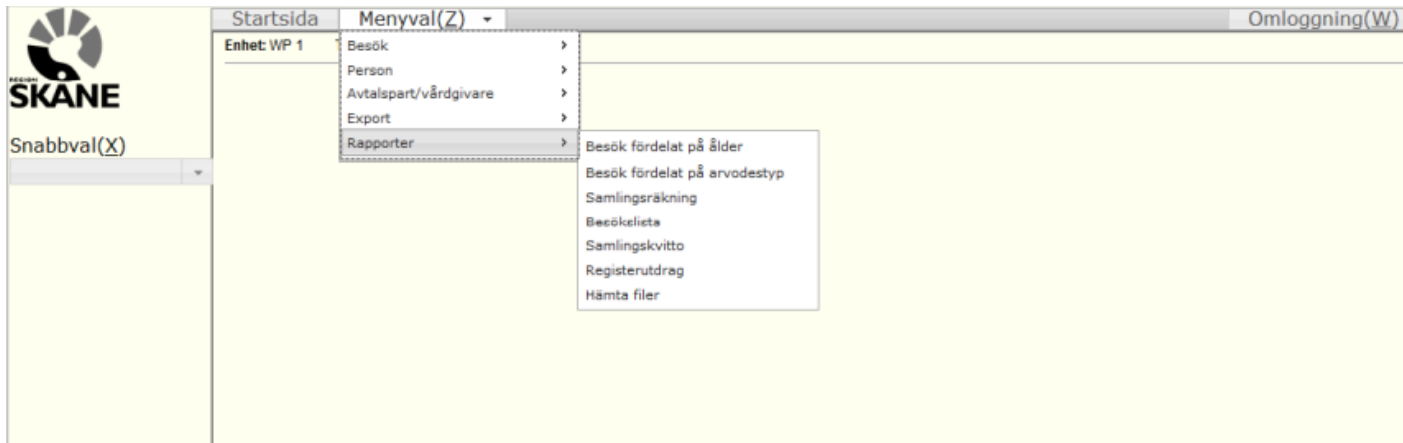 Startsida Menyval(Z) Omloggning(W)
REGION
SKÅNE
Snabbval(X)
Enhet: WP 1
Besök
Person
Avtalspart/vårdgivare
Export
Rapporter
Besök fördelat på ålder
Besök fördelat på arvodestyp
Samlingsräkning
Besökslista
Samlingskvitto
Registerutdrag
Hämta filer